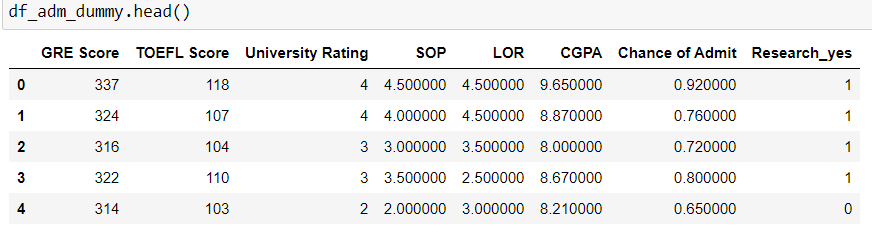 df_adm_dummy.head()
GRE Score TOEFL Score University Rating SOP LOR CGPA Chance of Admit Research_yes
0 337 118 4 4.500000 4.500000 9.650000 0.920000 1
1 324 107 4 4.000000 4.500000 8.870000 0.760000 1
2 316 104 3 3.000000 3.500000 8.000000 0.720000 1
3 322 110 3 3.500000 2.500000 8.670000 0.800000 1
4 314 103 2 2.000000 3.000000 8.210000 0.650000 0